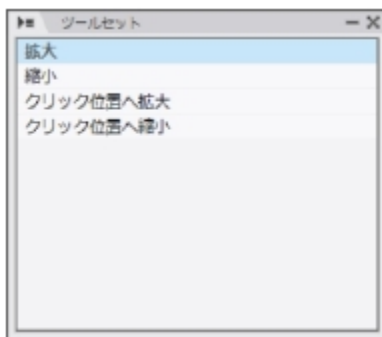 ツールセット
拡大
縮小
クリック位置へ拡大
クリック位置へ縮小